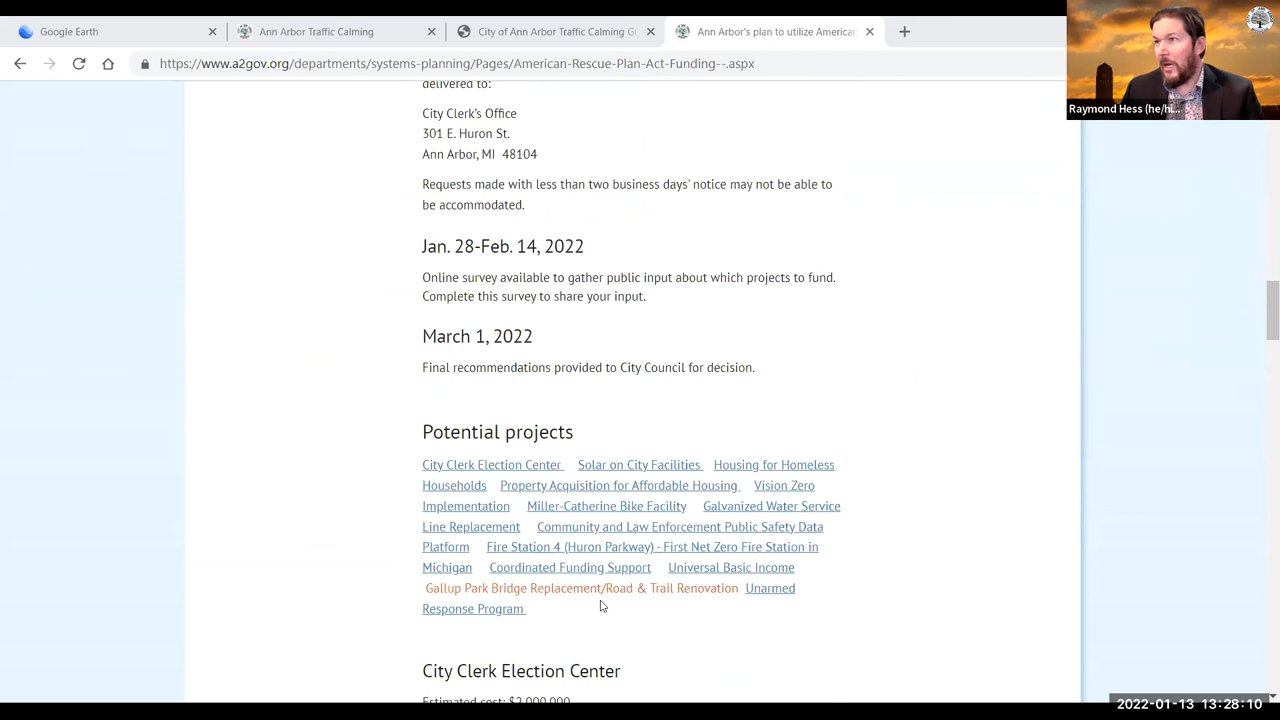 Google Earth
Ann Arbor Traffic Calming
City of Ann Arbor Traffic Calming Gu
Ann Arbor's plan to utilize American
https://www.a2gov.org/departments/systems-planning/Pages/American-Rescue-Plan-Act-Funding--.aspx
Raymond Hess (he/hi...
delivered to:
City Clerk's Office
301 E. Huron St.
Ann Arbor, MI 48104
Requests made with less than two business days' notice may not be able to
be accommodated.
Jan. 28-Feb. 14, 2022
Online survey available to gather public input about which projects to fund.
Complete this survey to share your input.
March 1, 2022
Final recommendations provided to City Council for decision.
Potential projects
City Clerk Election Center Solar on City Facilities Housing for Homeless
Households Property Acquisition for Affordable Housing Vision Zero
Implementation Miller-Catherine Bike Facility Galvanized Water Service
Line Replacement Community and Law Enforcement Public Safety Data
Platform Fire Station 4 (Huron Parkway) - First Net Zero Fire Station in
Michigan Coordinated Funding Support Universal Basic Income
Gallup Park Bridge Replacement/Road & Trail Renovation Unarmed
Response Program
City Clerk Election Center
Estimated cost: $2,000,000
2022-01-13 13:28:10